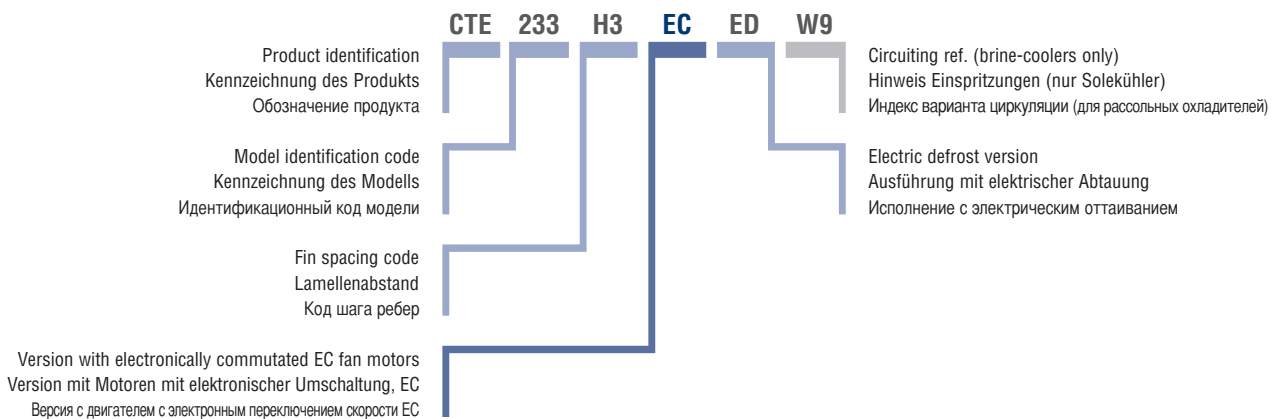 CTE 233 H3 EC ED W9
Product identification
Kennzeichnung des Produkts
Обозначение продукта
Model identification code
Kennzeichnung des Modells
Идентификационный код модели
Fin spacing code
Lamellenabstand
Код шага ребер
Version with electronically commutated EC fan motors
Version mit Motoren mit elektronischer Umschaltung, EC
Версия с двигателем с электронным переключением скорости EC
Circuiting ref. (brine-coolers only)
Hinweis Einspritzungen (nur Solekühler)
Индекс варианта циркуляции (для рассольных охладителей)
Electric defrost version
Ausführung mit elektrischer Abtauung
Исполнение с электрическим оттаиванием